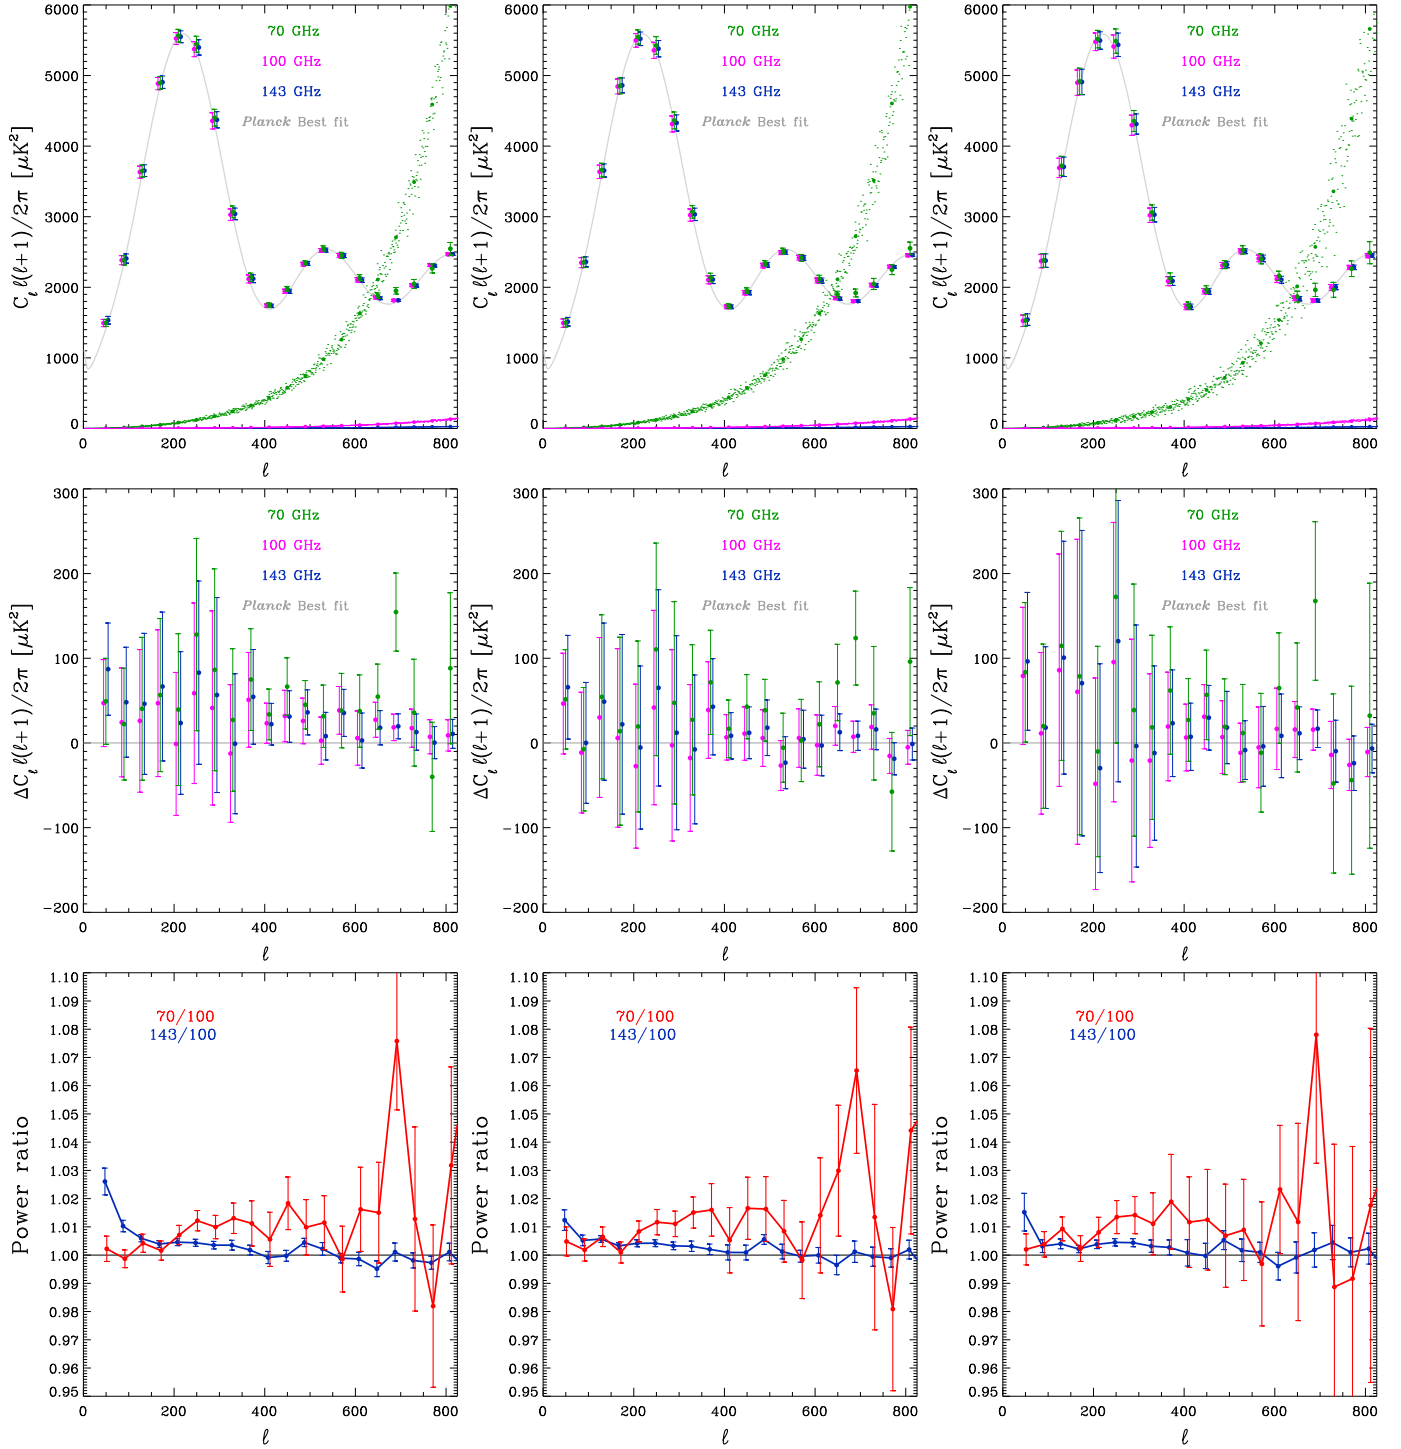 6000
5000
4000
3000
2000
1000
0
0 200 400 600 800
ℓ
C_ℓ ℓ(ℓ+1)/2π [μK²]
70 GHz
100 GHz
143 GHz
Planck Best fit
6000
5000
4000
3000
2000
1000
0
0 200 400 600 800
ℓ
C_ℓ ℓ(ℓ+1)/2π [μK²]
70 GHz
100 GHz
143 GHz
Planck Best fit
6000
5000
4000
3000
2000
1000
0
0 200 400 600 800
ℓ
C_ℓ ℓ(ℓ+1)/2π [μK²]
70 GHz
100 GHz
143 GHz
Planck Best fit
300
200
100
0
−100
−200
0 200 400 600 800
ℓ
ΔC_ℓ ℓ(ℓ+1)/2π [μK²]
70 GHz
100 GHz
143 GHz
Planck Best fit
300
200
100
0
−100
−200
0 200 400 600 800
ℓ
ΔC_ℓ ℓ(ℓ+1)/2π [μK²]
70 GHz
100 GHz
143 GHz
Planck Best fit
300
200
100
0
−100
−200
0 200 400 600 800
ℓ
ΔC_ℓ ℓ(ℓ+1)/2π [μK²]
70 GHz
100 GHz
143 GHz
Planck Best fit
1.10
1.09
1.08
1.07
1.06
1.05
1.04
1.03
1.02
1.01
1.00
0.99
0.98
0.97
0.96
0.95
0 200 400 600 800
ℓ
Power ratio
70/100
143/100
1.10
1.09
1.08
1.07
1.06
1.05
1.04
1.03
1.02
1.01
1.00
0.99
0.98
0.97
0.96
0.95
0 200 400 600 800
ℓ
Power ratio
70/100
143/100
1.10
1.09
1.08
1.07
1.06
1.05
1.04
1.03
1.02
1.01
1.00
0.99
0.98
0.97
0.96
0.95
0 200 400 600 800
ℓ
Power ratio
70/100
143/100